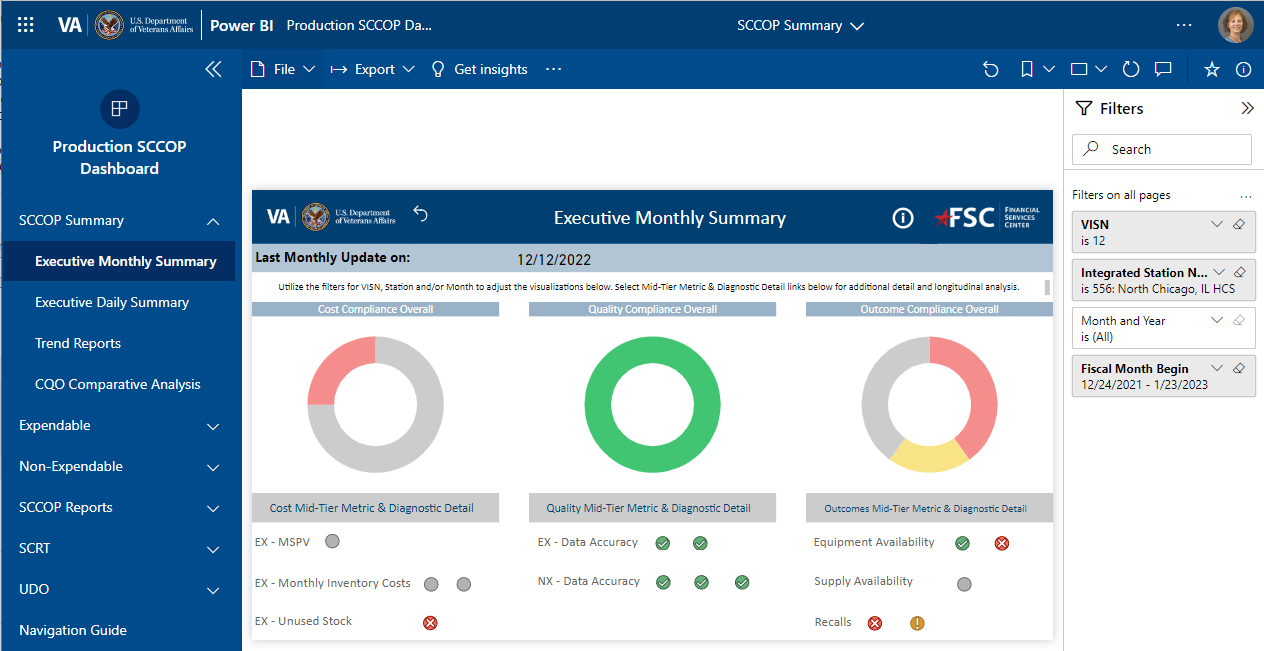 VA
U.S. Department
of Veterans Affairs
Power BI
Production SCCOP Da...
SCCOP Summary
File
Export
Get insights
Production SCCOP
Dashboard
SCCOP Summary
Executive Monthly Summary
Executive Daily Summary
Trend Reports
CQO Comparative Analysis
Expendable
Non-Expendable
SCCOP Reports
SCRT
UDO
Navigation Guide
VA
U.S. Department
of Veterans Affairs
Executive Monthly Summary
FSC
FINANCIAL
SERVICES
CENTER
Last Monthly Update on:
12/12/2022
Utilize the filters for VISN, Station and/or Month to adjust the visualizations below. Select Mid-Tier Metric & Diagnostic Detail links below for additional detail and longitudinal analysis.
Cost Compliance Overall
Quality Compliance Overall
Outcome Compliance Overall
Cost Mid-Tier Metric & Diagnostic Detail
Quality Mid-Tier Metric & Diagnostic Detail
Outcomes Mid-Tier Metric & Diagnostic Detail
EX - MSPV
EX - Monthly Inventory Costs
EX - Unused Stock
EX - Data Accuracy
NX - Data Accuracy
Equipment Availability
Supply Availability
Recalls
Filters
Search
Filters on all pages
VISN
is 12
Integrated Station N...
is 556: North Chicago, IL HCS
Month and Year
is (All)
Fiscal Month Begin
12/24/2021 - 1/23/2023